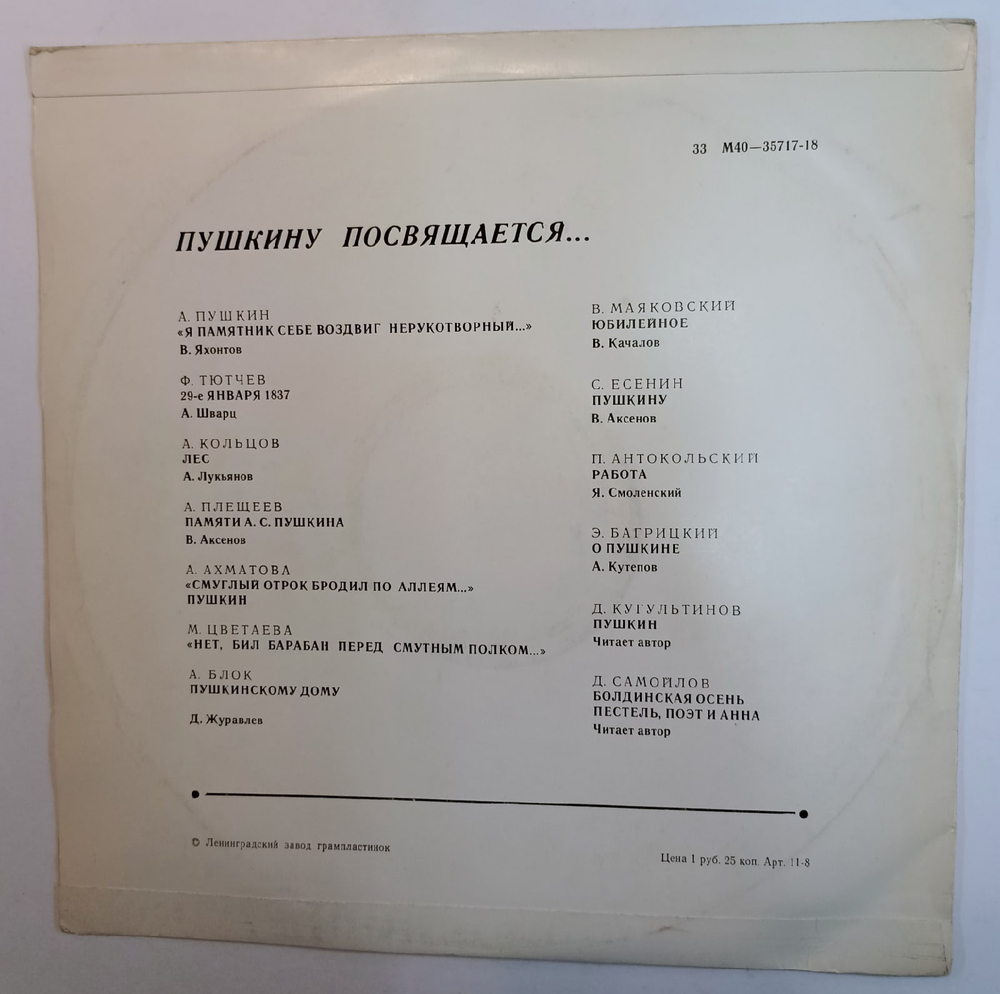 33 М40—35717-18
ПУШКИНУ ПОСВЯЩАЕТСЯ...
А. ПУШКИН
«Я ПАМЯТНИК СЕБЕ ВОЗДВИГ НЕРУКОТВОРНЫЙ...»
В. Яхонтов
Ф. ТЮТЧЕВ
29-е ЯНВАРЯ 1837
А. Шварц
А. КОЛЬЦОВ
ЛЕС
А. Лукьянов
А. ПЛЕЩЕЕВ
ПАМЯТИ А. С. ПУШКИНА
В. Аксенов
А. АХМАТОВА
«СМУГЛЫЙ ОТРОК БРОДИЛ ПО АЛЛЕЯМ...»
ПУШКИН
М. ЦВЕТАЕВА
«НЕТ, БИЛ БАРАБАН ПЕРЕД СМУТНЫМ ПОЛКОМ...»
А. БЛОК
ПУШКИНСКОМУ ДОМУ
Д. Журавлев
В. МАЯКОВСКИЙ
ЮБИЛЕЙНОЕ
В. Качалов
С. ЕСЕНИН
ПУШКИНУ
В. Аксенов
П. АНТОКОЛЬСКИЙ
РАБОТА
Я. Смоленский
Э. БАГРИЦКИЙ
О ПУШКИНЕ
А. Кутепов
Д. КУГУЛЬТИНОВ
ПУШКИН
Читает автор
Д. САМОЙЛОВ
БОЛДИНСКАЯ ОСЕНЬ
ПЕСТЕЛЬ, ПОЭТ И АННА
Читает автор
© Ленинградский завод грампластинок
Цена 1 руб. 25 коп. Арт. 11-8